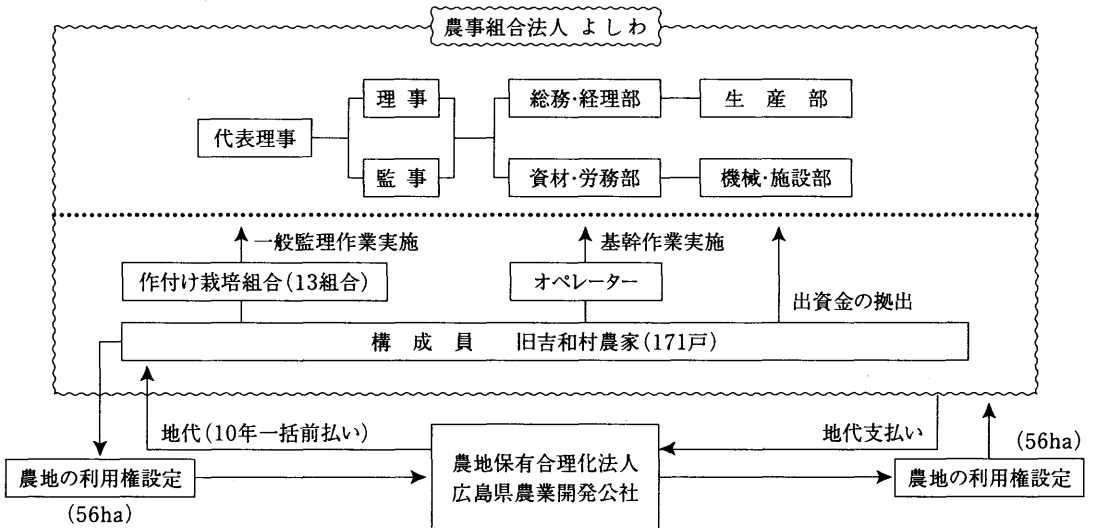 農事組合法人 よしわ
理事
総務・経理部
生産部
代表理事
監事
資材・労務部
機械・施設部
一般監理作業実施
基幹作業実施
作付け栽培組合(13組合)
オペレーター
出資金の拠出
構成員 旧吉和村農家(171戸)
地代(10年一括前払い)
地代支払い
(56ha)
農地の利用権設定
農地保有合理化法人
広島県農業開発公社
農地の利用権設定
(56ha)